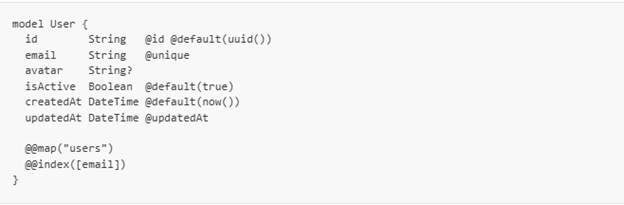 model User {
  id        String   @id @default(uuid())
  email     String   @unique
  avatar    String?
  isActive  Boolean  @default(true)
  createdAt DateTime @default(now())
  updatedAt DateTime @updatedAt

  @@map("users")
  @@index([email])
}